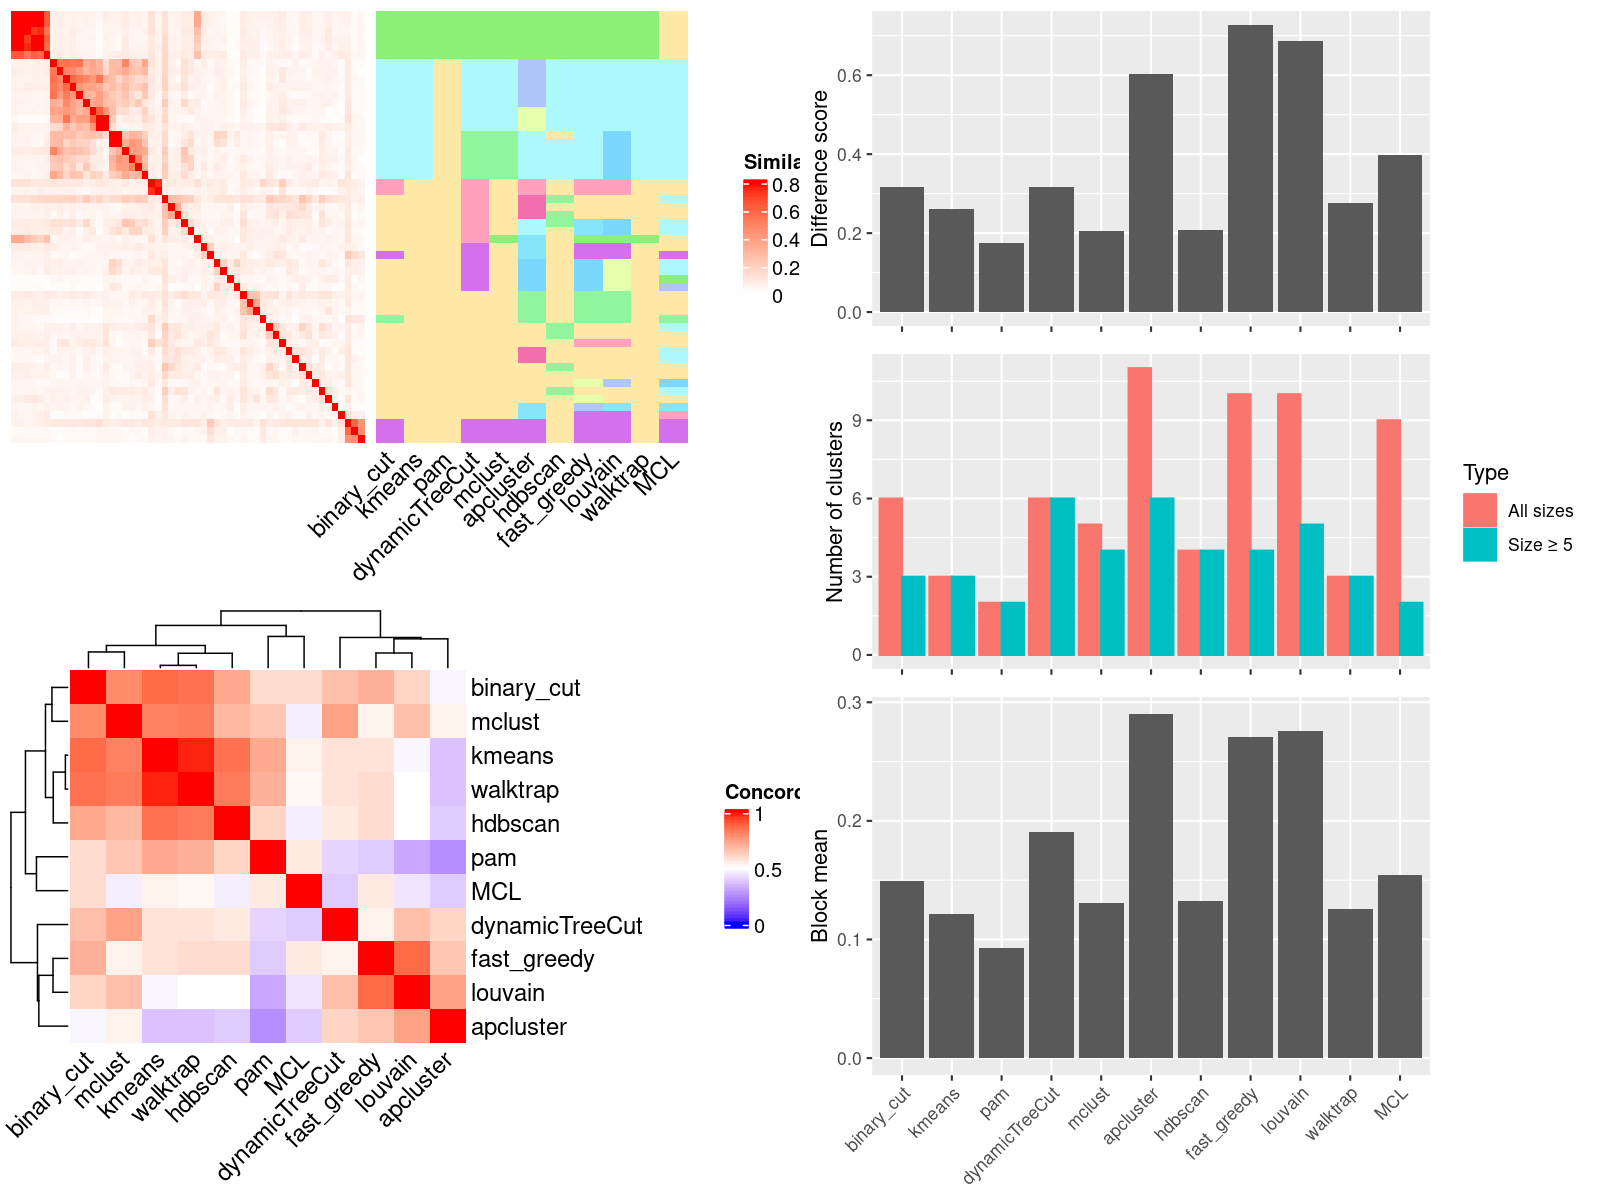 Simila
0.8
0.6
0.4
0.2
0
binary_cut
kmeans
pam
dynamicTreeCut
mclust
apcluster
hdbscan
fast_greedy
louvain
walktrap
MCL
binary_cut
mclust
kmeans
walktrap
hdbscan
pam
MCL
dynamicTreeCut
fast_greedy
louvain
apcluster
Concord
1
0.5
0
binary_cut
mclust
kmeans
walktrap
hdbscan
pam
MCL
dynamicTreeCut
fast_greedy
louvain
apcluster
Difference score
0.6
0.4
0.2
0.0
Number of clusters
9
6
3
0
Type
All sizes
Size ≥ 5
Block mean
0.3
0.2
0.1
0.0
binary_cut
kmeans
pam
dynamicTreeCut
mclust
apcluster
hdbscan
fast_greedy
louvain
walktrap
MCL